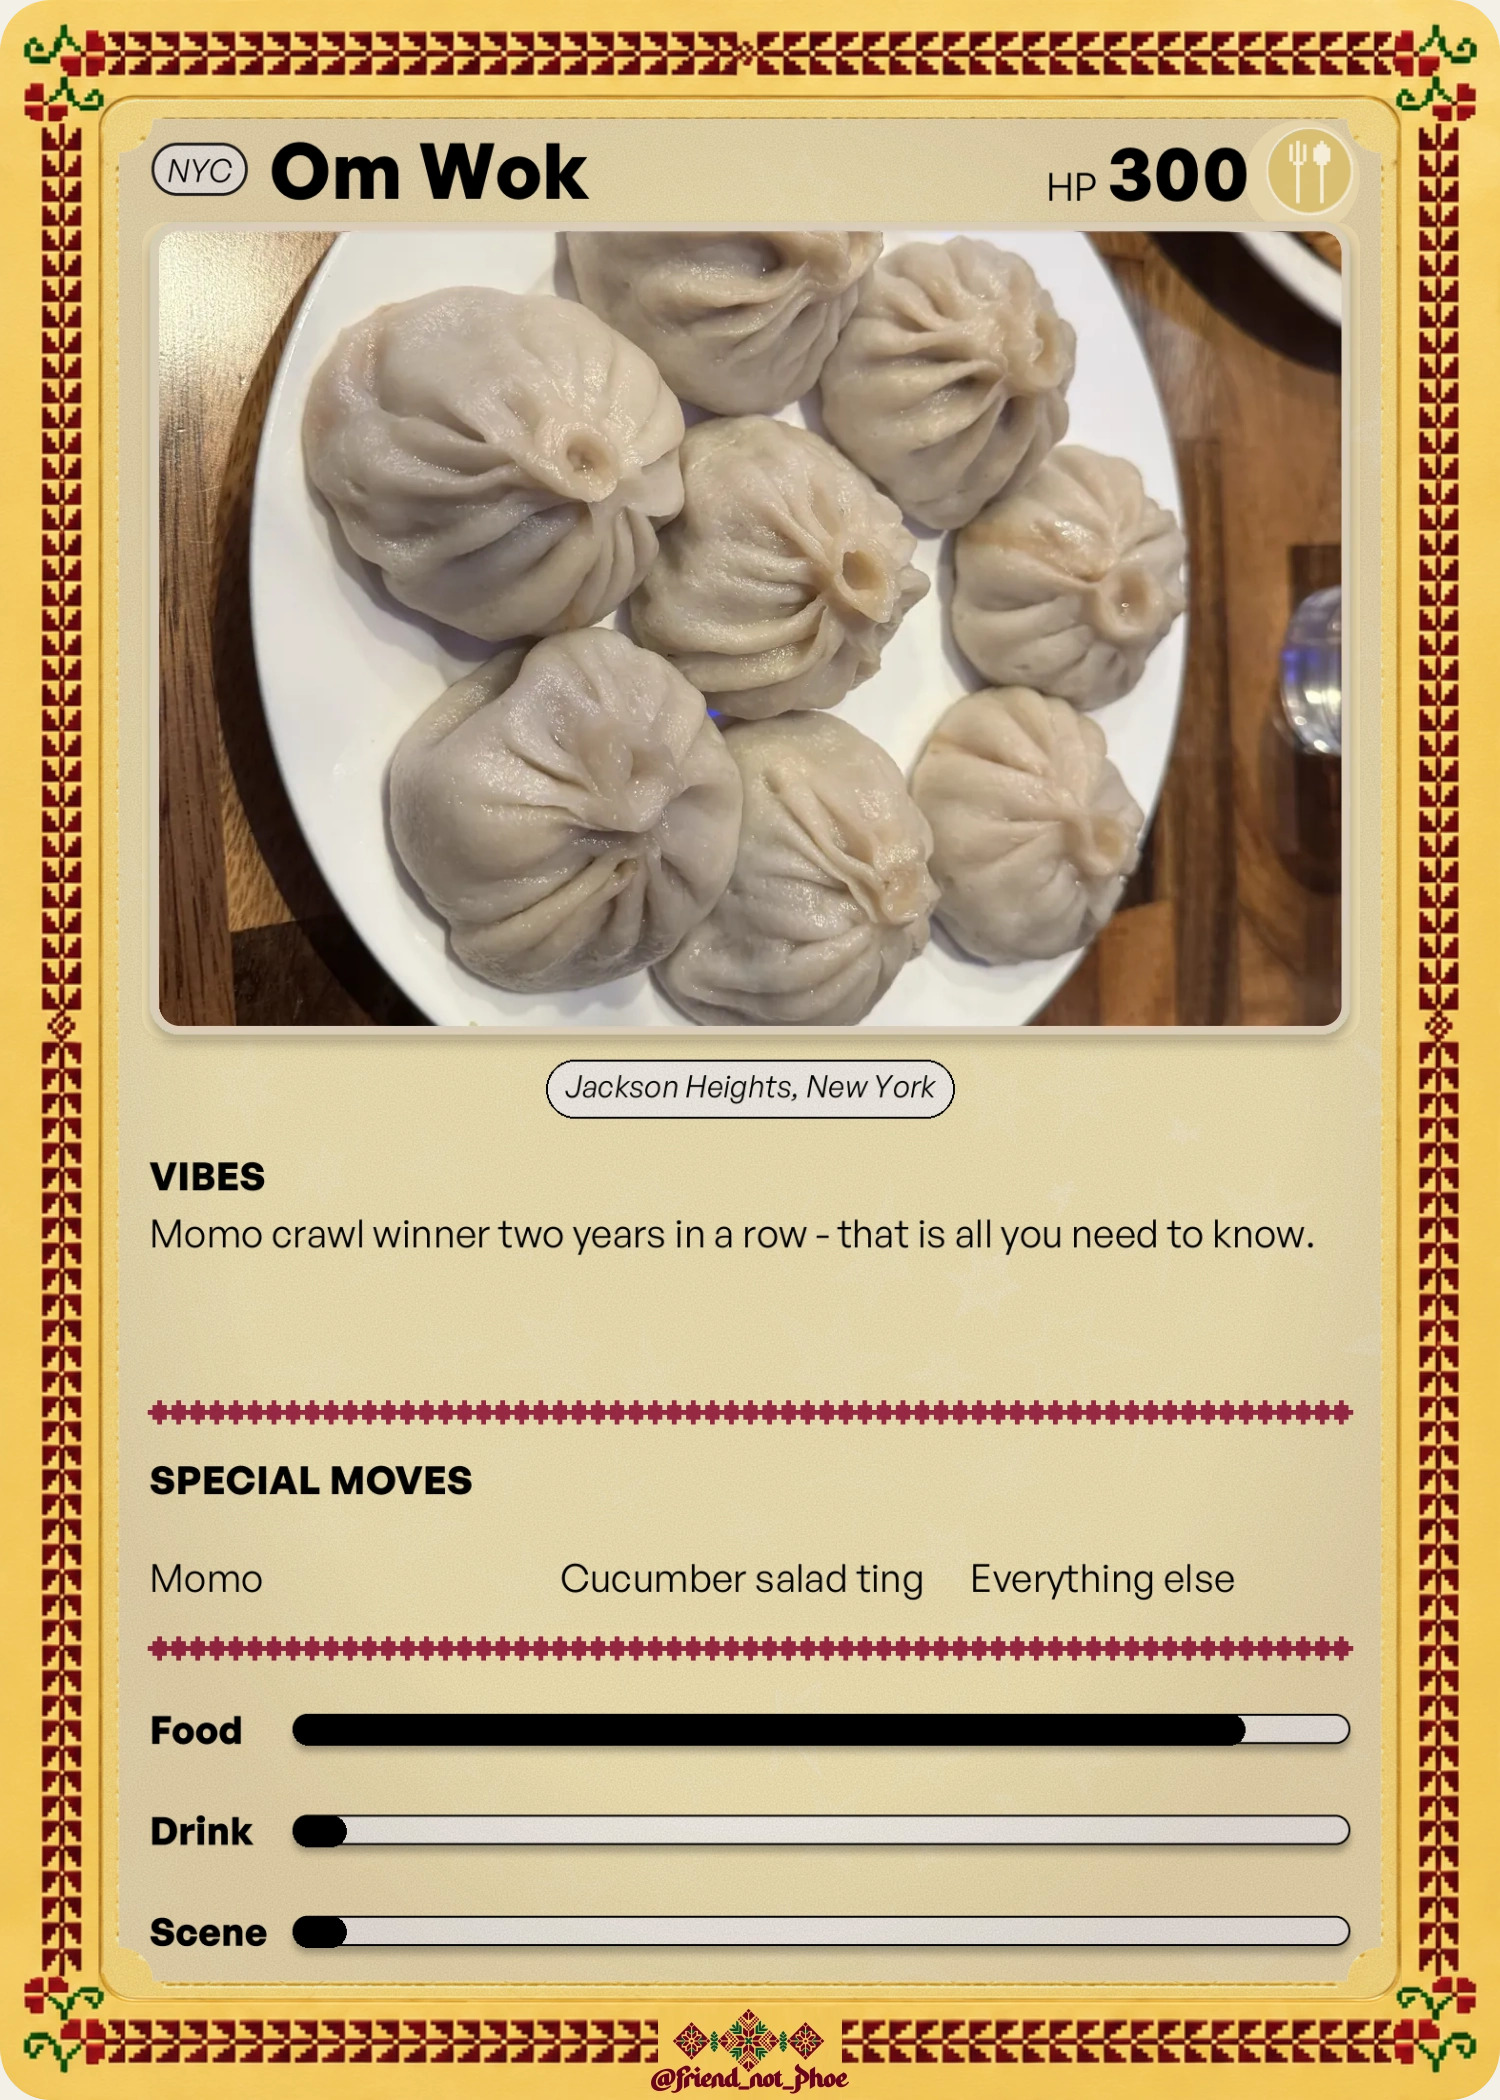 NYC Om Wok HP 300
Jackson Heights, New York
VIBES
Momo crawl winner two years in a row - that is all you need to know.
SPECIAL MOVES
Momo Cucumber salad ting Everything else
Food
Drink
Scene
@friend_not_phoe